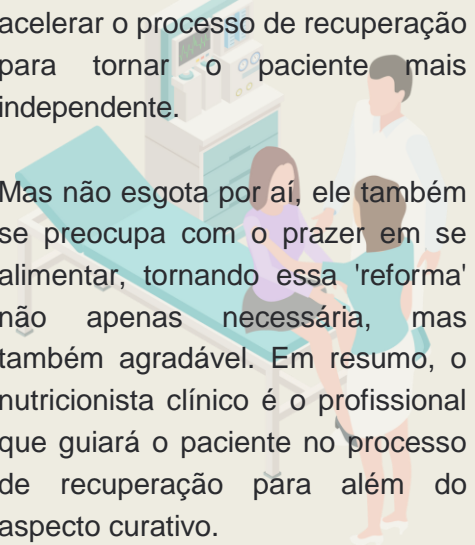 acelerar o processo de recuperação
para tornar o paciente mais
independente.
Mas não esgota por aí, ele também
se preocupa com o prazer em se
alimentar, tornando essa 'reforma'
não apenas necessária, mas
também agradável. Em resumo, o
nutricionista clínico é o profissional
que guiará o paciente no processo
de recuperação para além do
aspecto curativo.